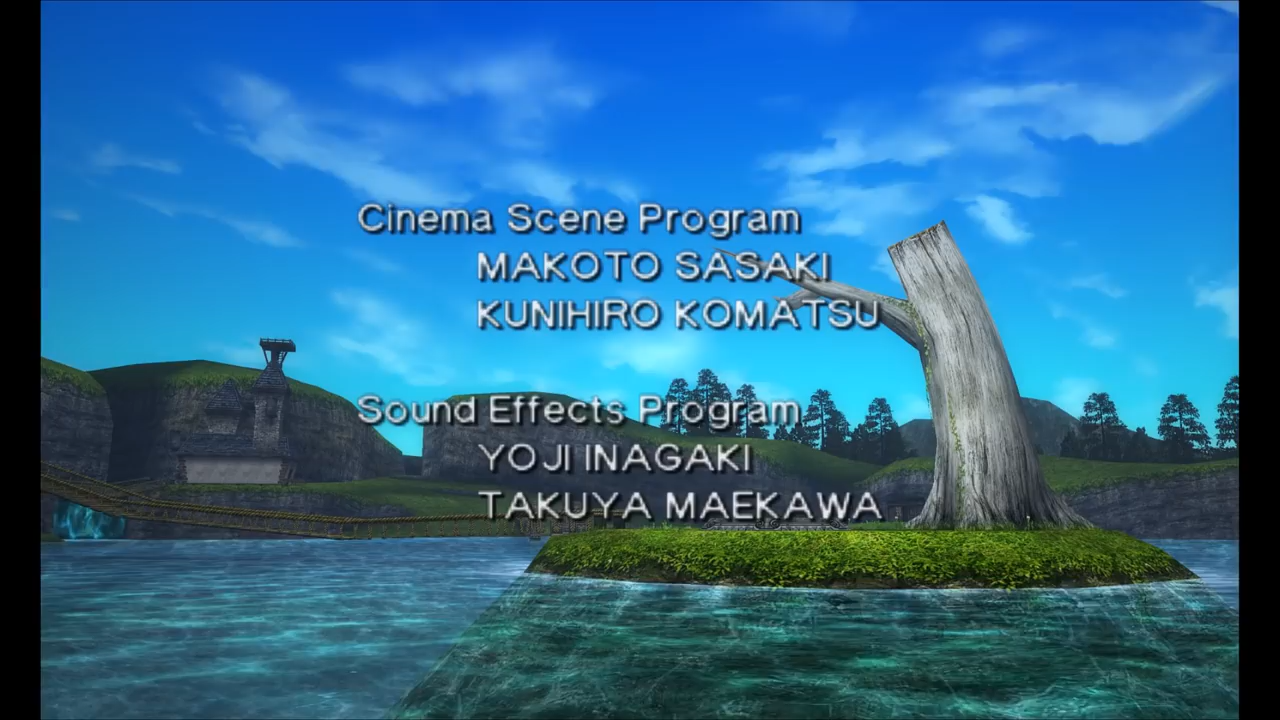 Cinema Scene Program
MAKOTO SASAKI
KUNIHIRO KOMATSU
Sound Effects Program
YOJI INAGAKI
TAKUYA MAEKAWA